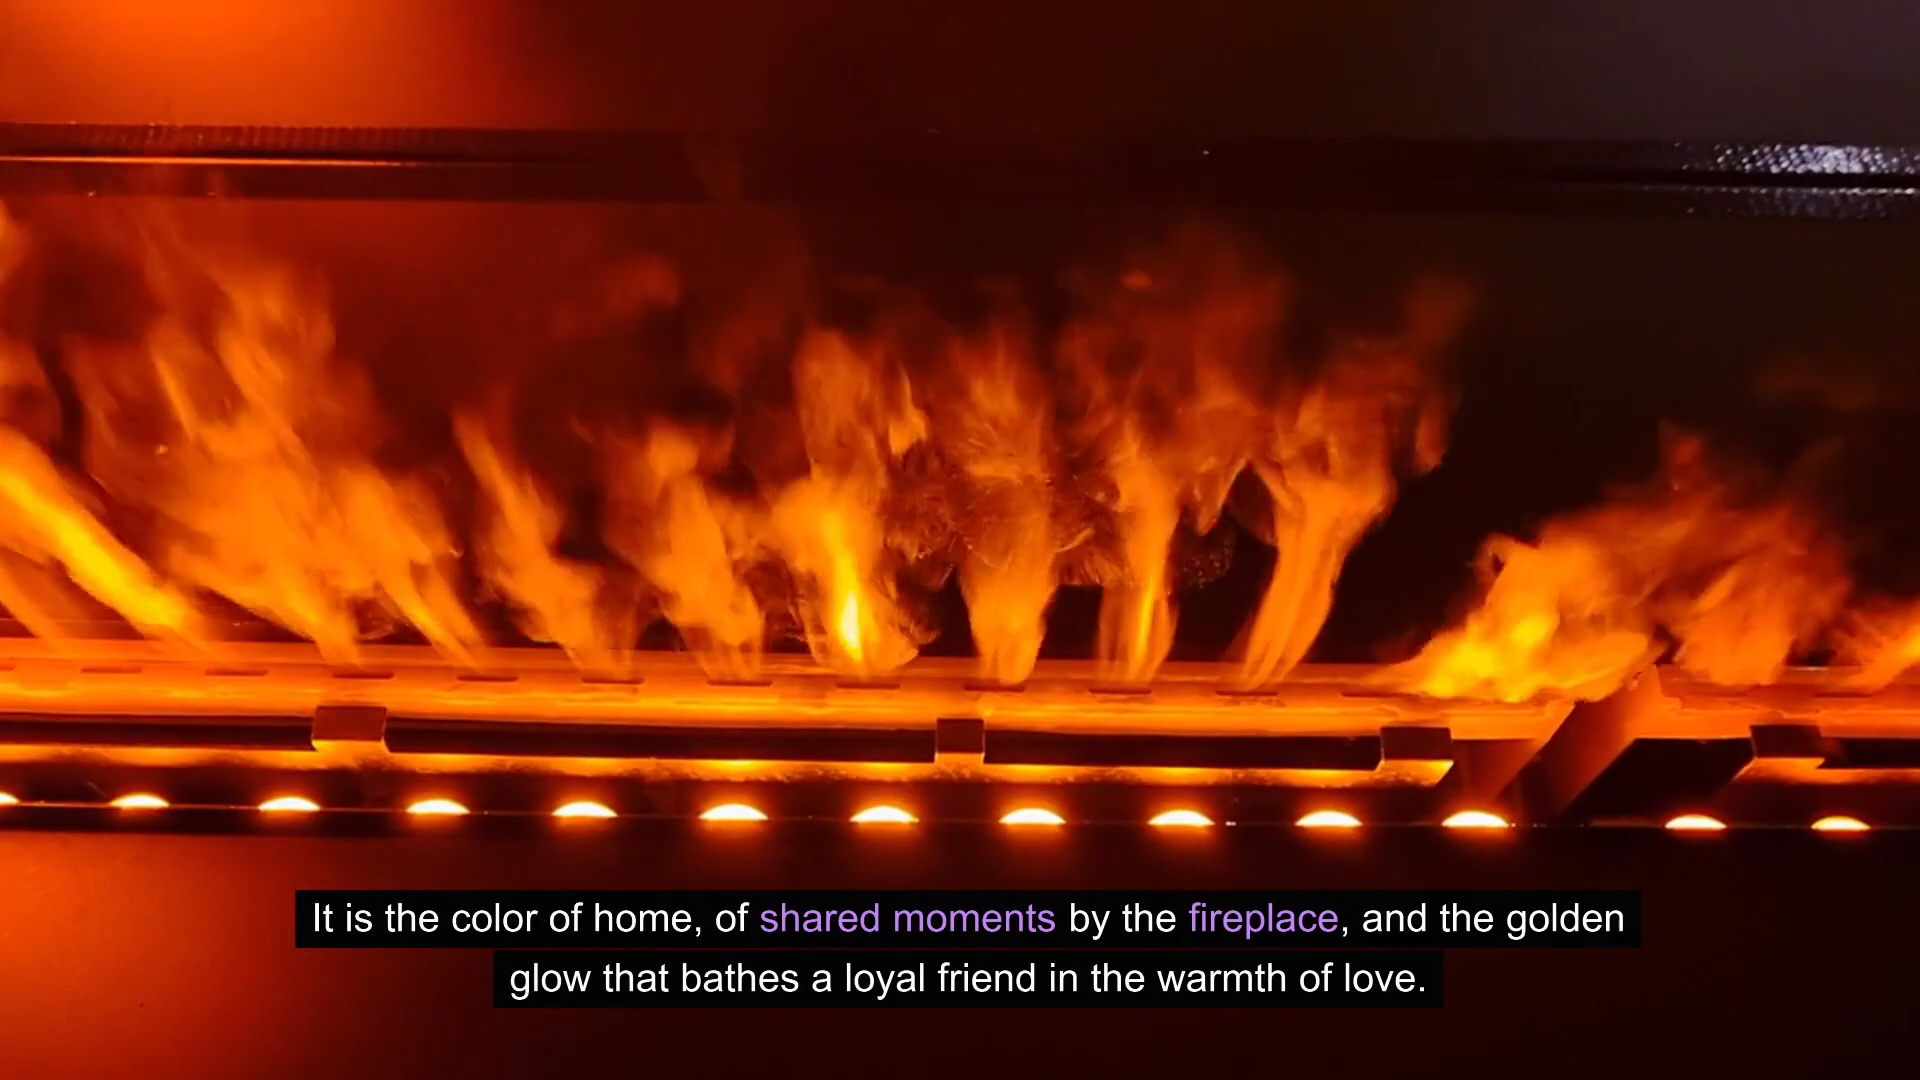 It is the color of home, of shared moments by the fireplace, and the golden
glow that bathes a loyal friend in the warmth of love.